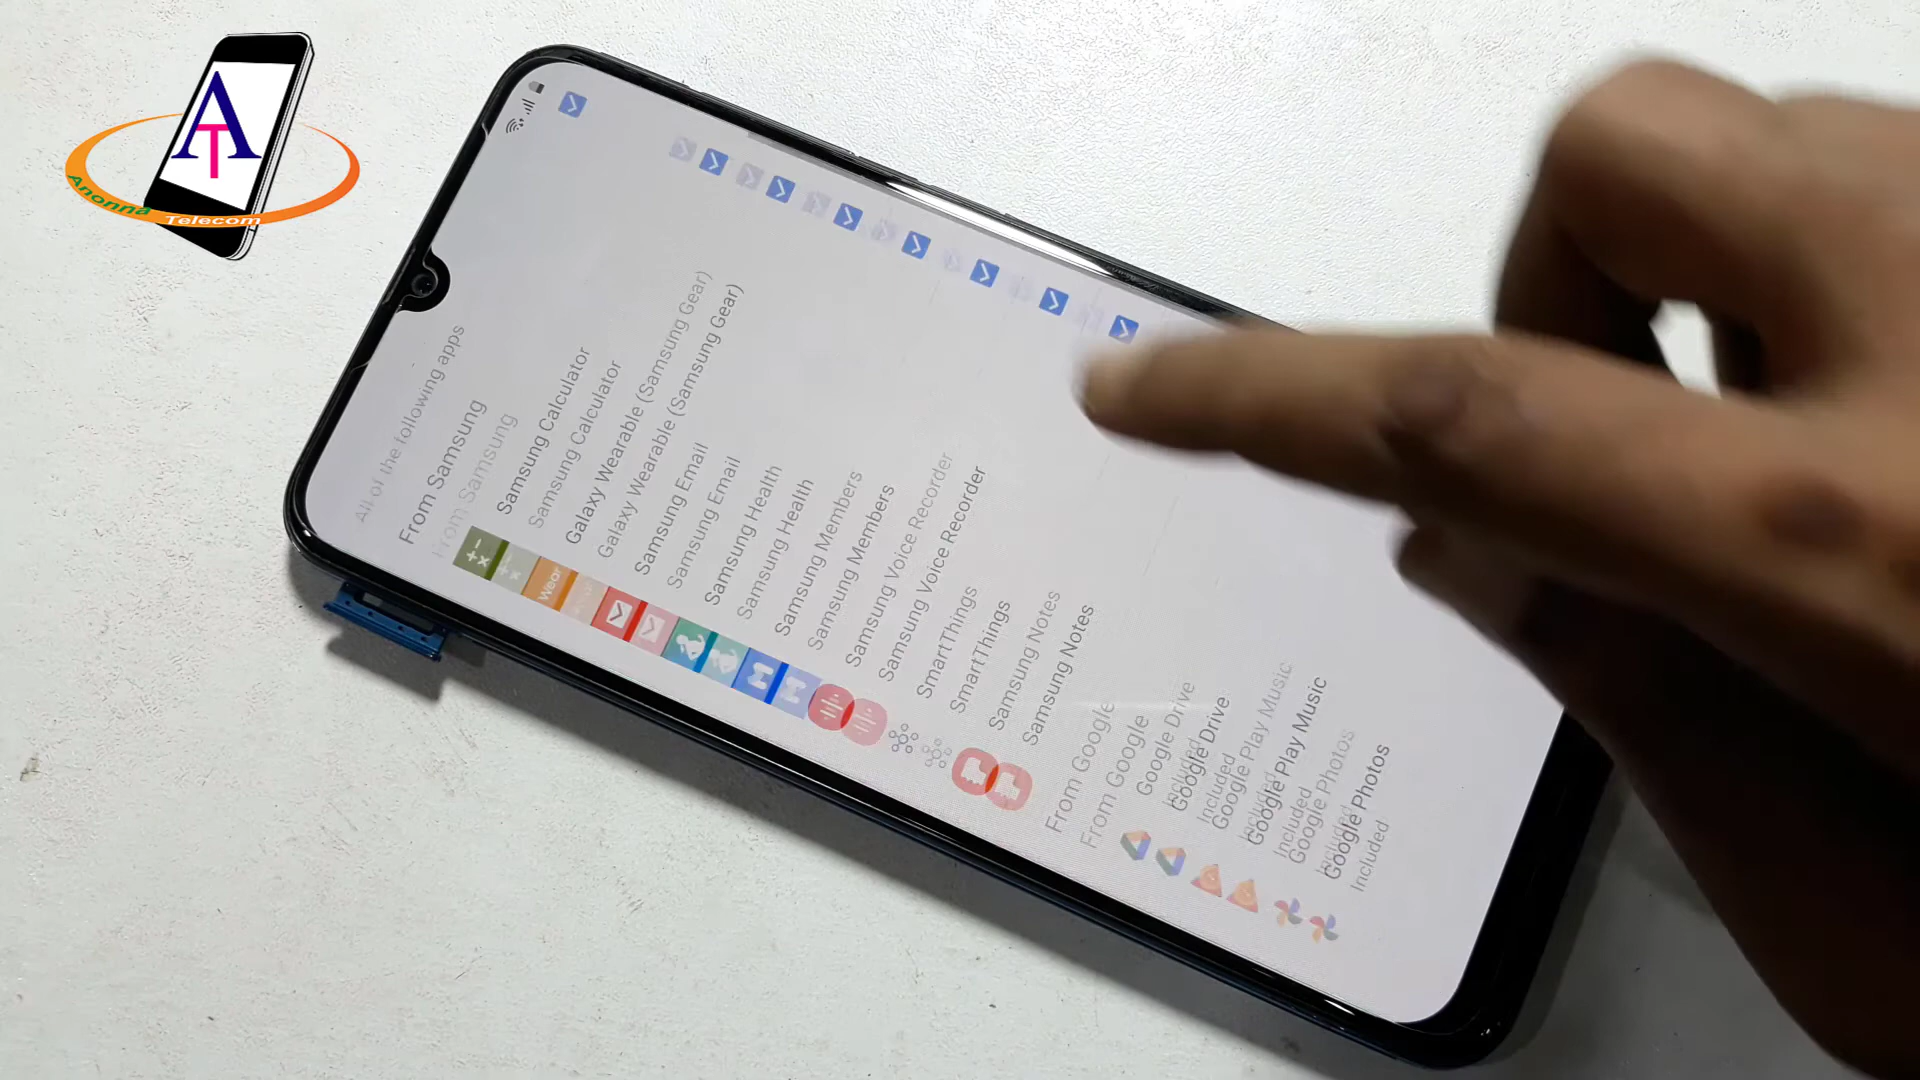 A
T
Anonna Telecom
All of the following apps
From Samsung
From Samsung
Samsung Calculator
Samsung Calculator
Galaxy Wearable (Samsung Gear)
Wear
Galaxy Wearable (Samsung Gear)
Samsung Email
Samsung Email
Samsung Health
Samsung Health
Samsung Members
Samsung Members
Samsung Voice Recorder
Samsung Voice Recorder
SmartThings
SmartThings
Samsung Notes
Samsung Notes
From Google
From Google
Google Drive
Included
Google Drive
Included
Google Play Music
Included
Google Play Music
Included
Google Photos
Included
Google Photos
Included